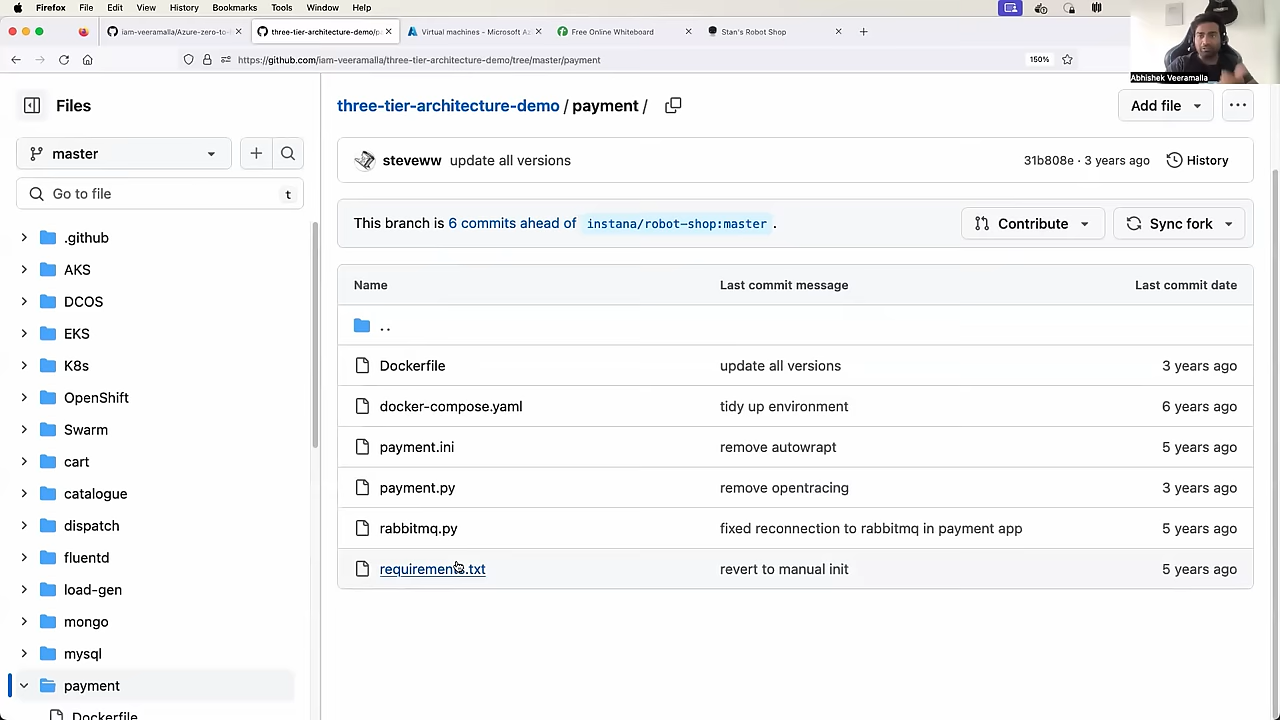 Firefox File Edit View History Bookmarks Tools Window Help
iam-veeramalla/Azure-zero-to- three-tier-architecture-demo/p Virtual machines - Microsoft Az Free Online Whiteboard Stan's Robot Shop
https://github.com/iam-veeramalla/three-tier-architecture-demo/tree/master/payment 150%
Abhishek Veeramalla
Files
master
Go to file t
.github
AKS
DCOS
EKS
K8s
OpenShift
Swarm
cart
catalogue
dispatch
fluentd
load-gen
mongo
mysql
payment
Dockerfile
three-tier-architecture-demo / payment /
Add file
steveww update all versions 31b808e · 3 years ago History
This branch is 6 commits ahead of instana/robot-shop:master . Contribute Sync fork
Name Last commit message Last commit date
..
Dockerfile update all versions 3 years ago
docker-compose.yaml tidy up environment 6 years ago
payment.ini remove autowrapt 5 years ago
payment.py remove opentracing 3 years ago
rabbitmq.py fixed reconnection to rabbitmq in payment app 5 years ago
requirements.txt revert to manual init 5 years ago